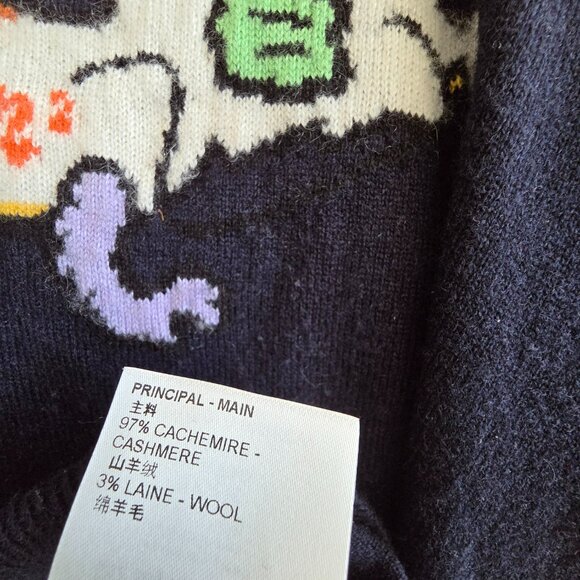 PRINCIPAL - MAIN
主料
97% CACHEMIRE -
CASHMERE
山羊绒
3% LAINE - WOOL
绵羊毛